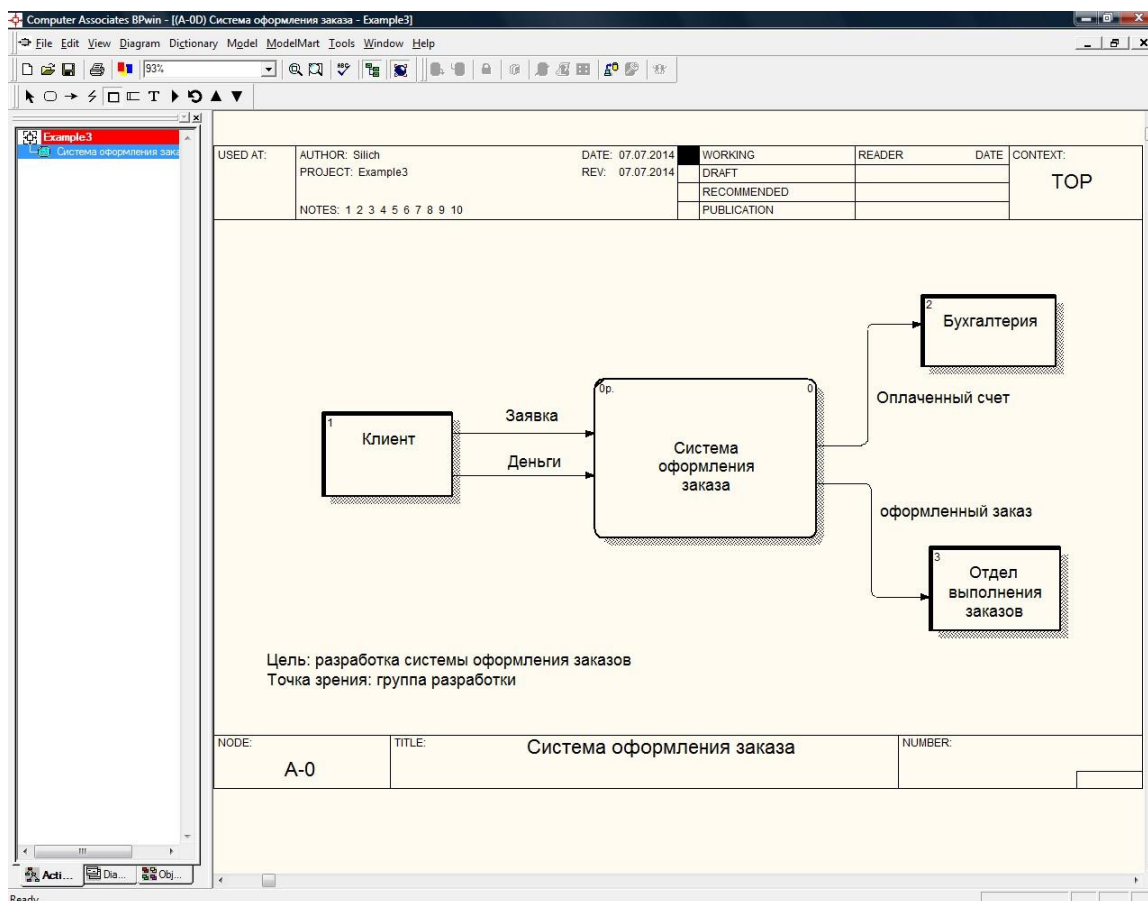 Computer Associates BPwin - [(A-0D) Система оформления заказа - Example3]
File Edit View Diagram Dictionary Model ModelMart Tools Window Help
93%
Example3
Система оформления зака
USED AT:
AUTHOR: Silich
DATE: 07.07.2014
PROJECT: Example3
REV: 07.07.2014
NOTES: 1 2 3 4 5 6 7 8 9 10
WORKING
DRAFT
RECOMMENDED
PUBLICATION
READER DATE
CONTEXT:
TOP
2
Бухгалтерия
Оплаченный счет
1
Клиент
Заявка
Деньги
0р. 0
Система
оформления
заказа
оформленный заказ
3
Отдел
выполнения
заказов
Цель: разработка системы оформления заказов
Точка зрения: группа разработки
NODE:
A-0
TITLE:
Система оформления заказа
NUMBER:
Acti... Dia... Obj...
Ready